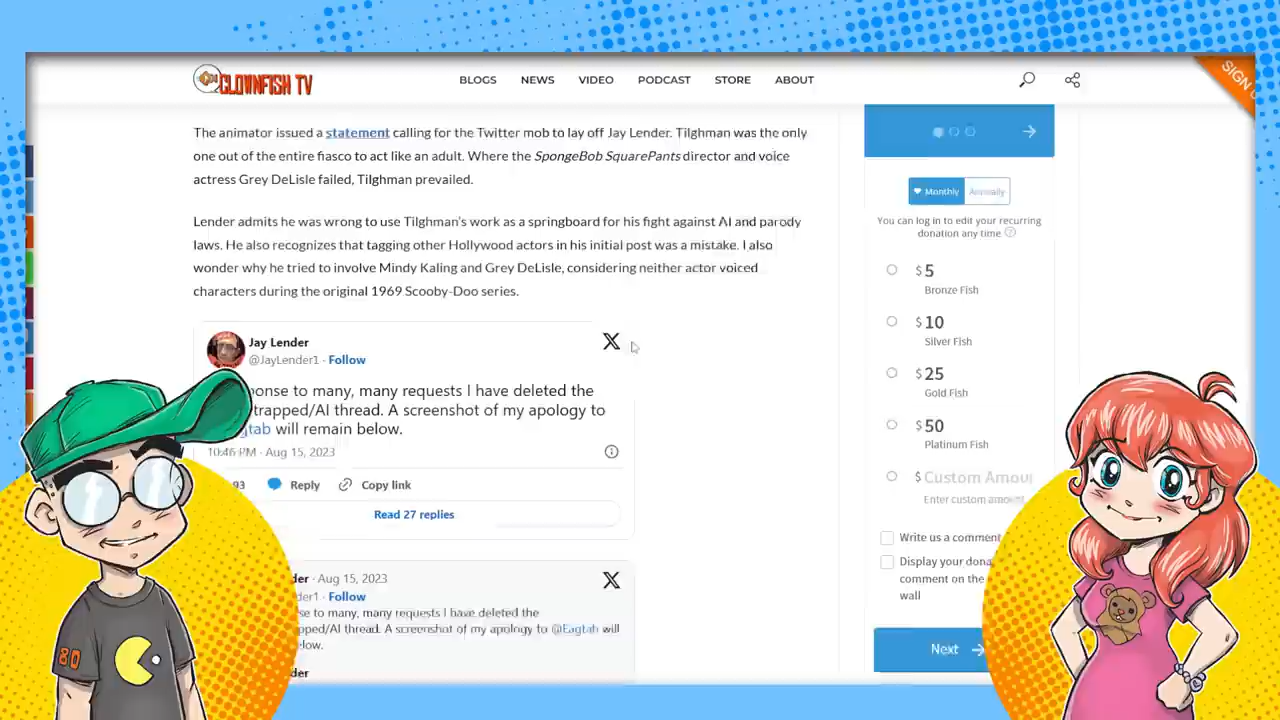 CLOWNFISH TV
BLOGS NEWS VIDEO PODCAST STORE ABOUT
SIGN
The animator issued a statement calling for the Twitter mob to lay off Jay Lender. Tilghman was the only
one out of the entire fiasco to act like an adult. Where the SpongeBob SquarePants director and voice
actress Grey DeLisle failed, Tilghman prevailed.
Lender admits he was wrong to use Tilghman's work as a springboard for his fight against AI and parody
laws. He also recognizes that tagging other Hollywood actors in his initial post was a mistake. I also
wonder why he tried to involve Mindy Kaling and Grey DeLisle, considering neither actor voiced
characters during the original 1969 Scooby-Doo series.
Jay Lender
@JayLender1 · Follow
ponse to many, many requests I have deleted the
trapped/AI thread. A screenshot of my apology to
gtab will remain below.
10:46 PM · Aug 15, 2023
93 Reply Copy link
Read 27 replies
der · Aug 15, 2023
der1 · Follow
se to many, many requests I have deleted the
pped/AI thread. A screenshot of my apology to @Eagtab will
low.
der
Monthly Annually
You can log in to edit your recurring
donation any time
$ 5
Bronze Fish
$ 10
Silver Fish
$ 25
Gold Fish
$ 50
Platinum Fish
$ Custom Amou
Enter custom amount
Write us a comment
Display your dona
comment on the
wall
Next
80